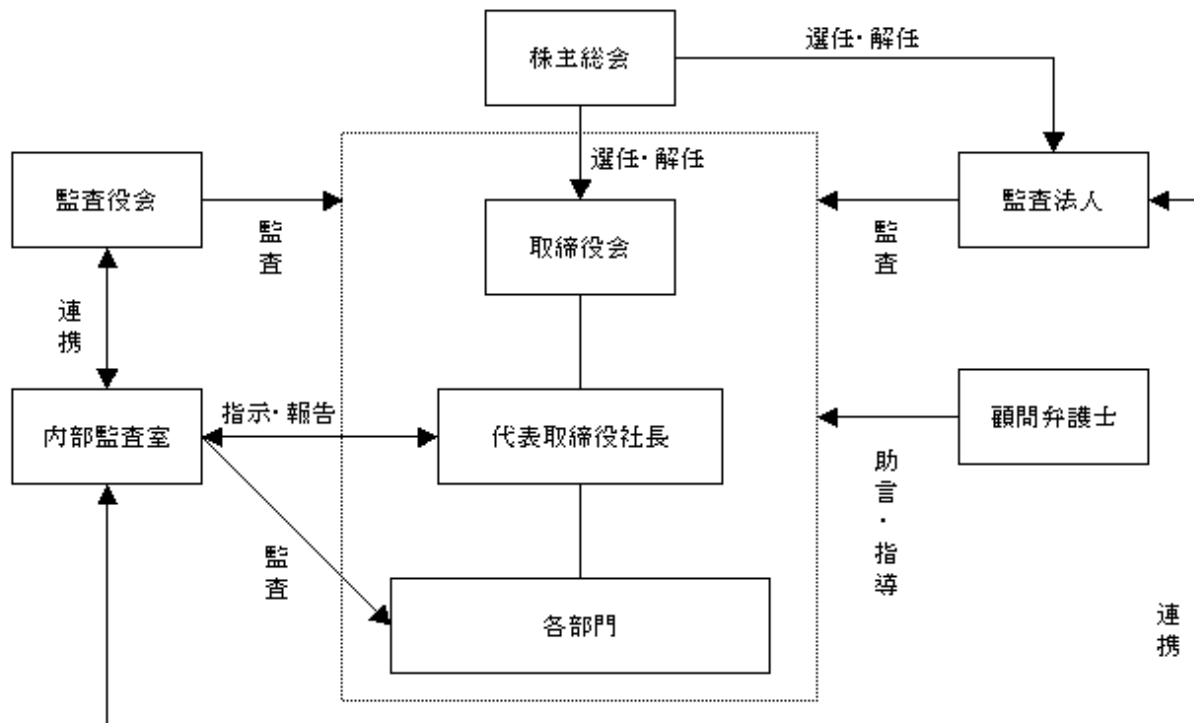 選任・解任
株主総会
選任・解任
監査役会
監査法人
監査
取締役会
監査
連携
指示・報告
内部監査室
代表取締役社長
顧問弁護士
助言・指導
監査
各部門
連携